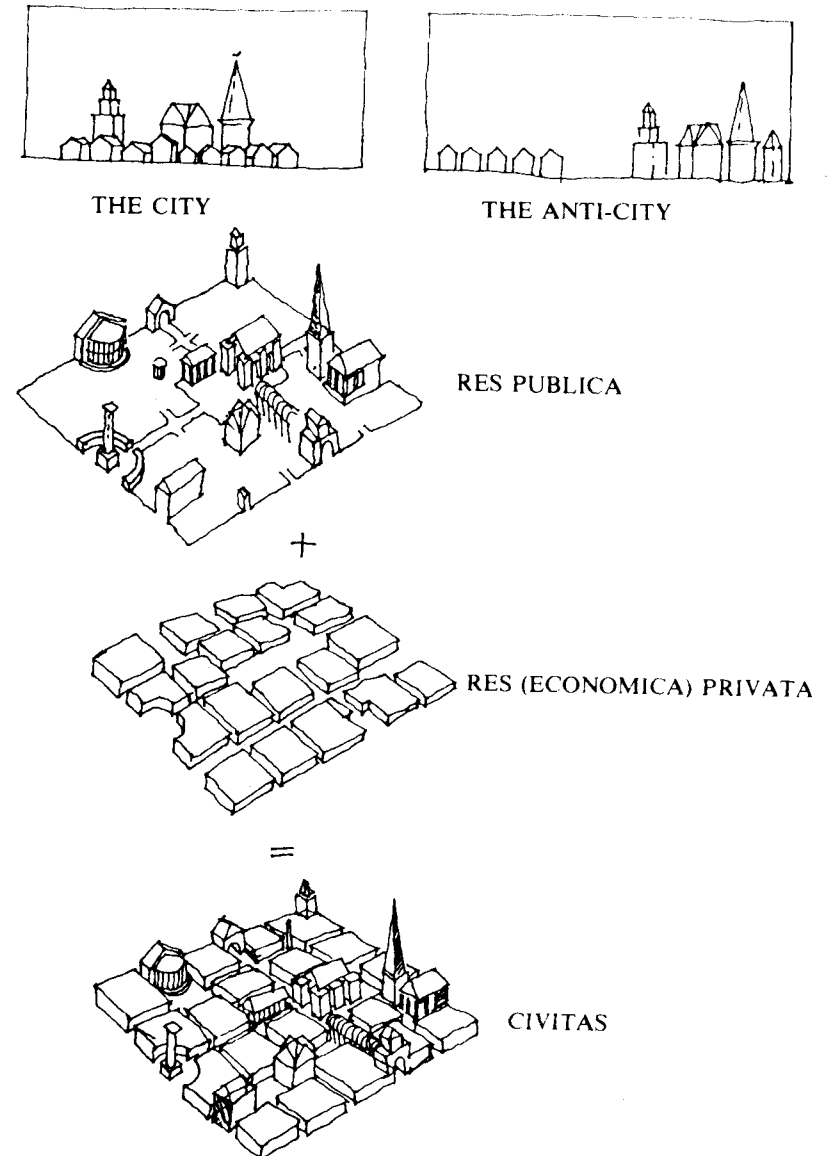 THE CITY
THE ANTI-CITY
RES PUBLICA
+
RES (ECONOMICA) PRIVATA
=
CIVITAS